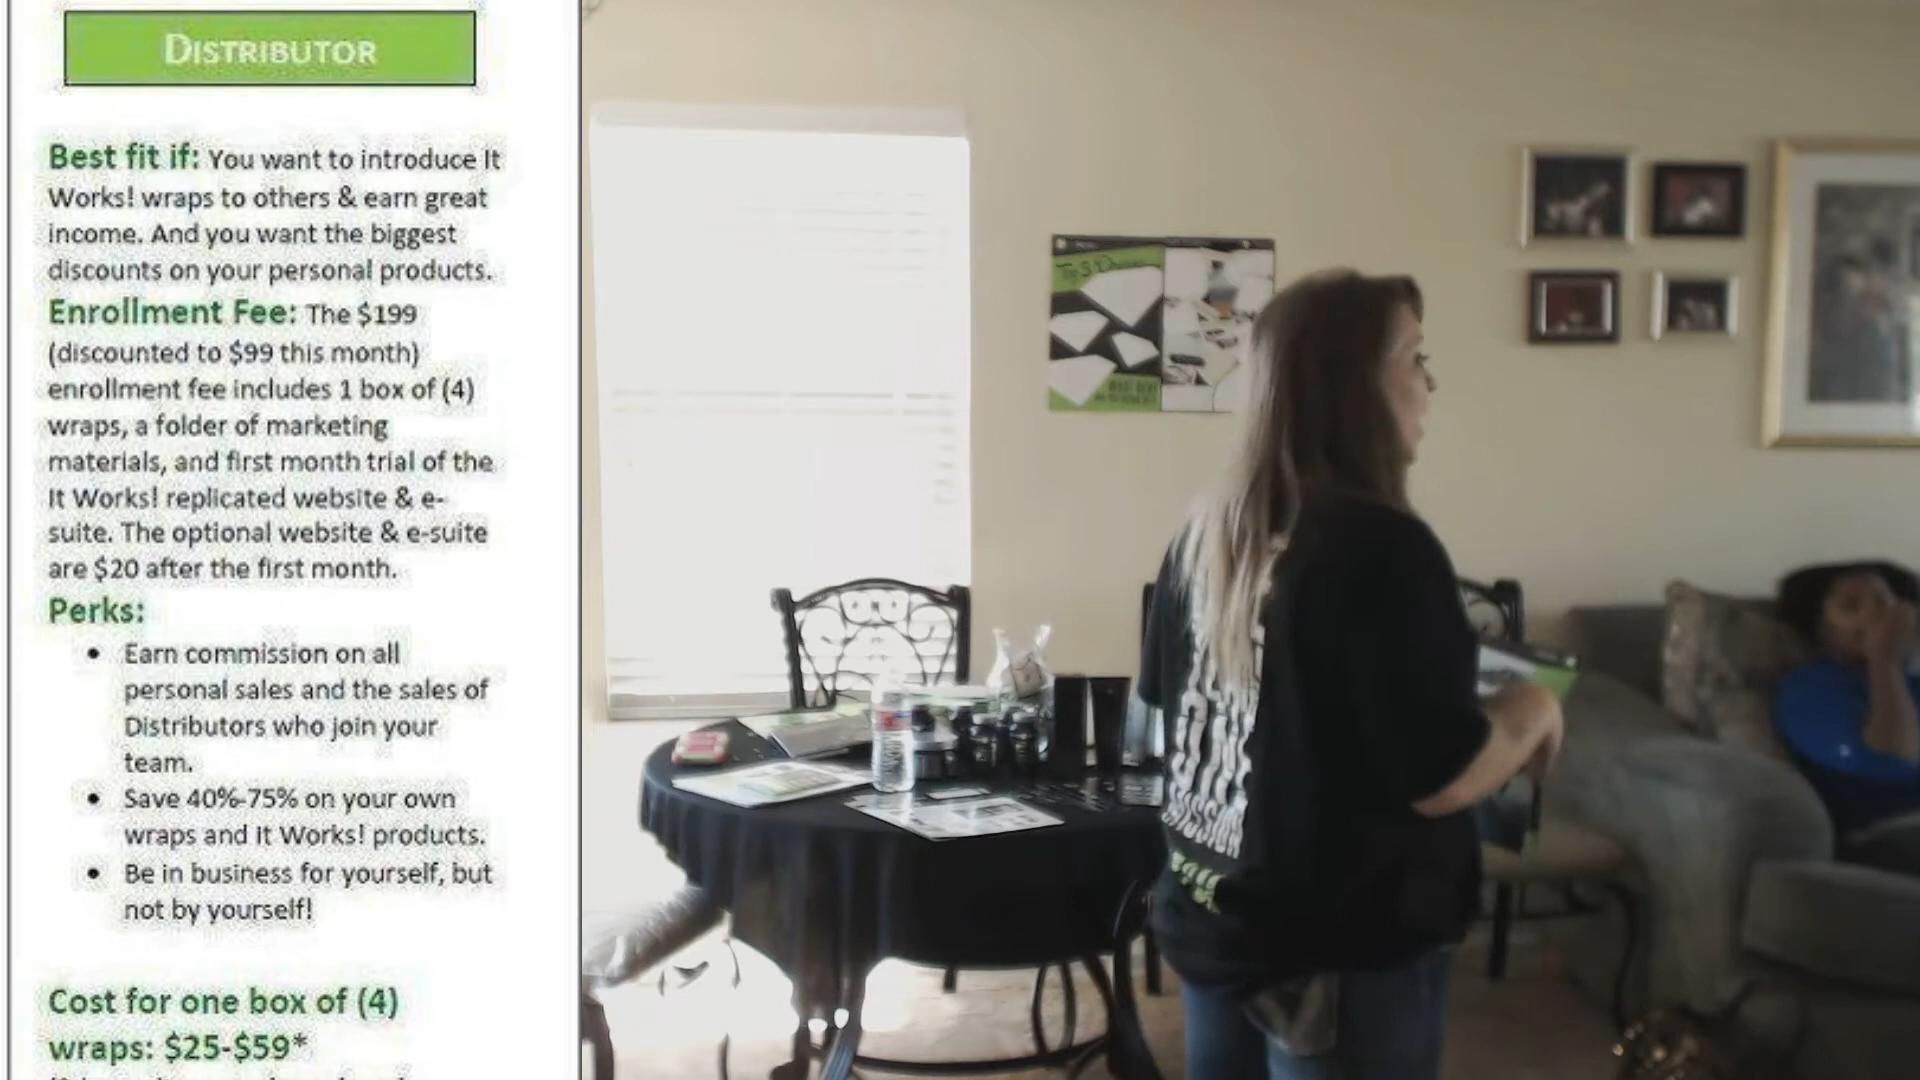 DISTRIBUTOR
Best fit if: You want to introduce It
Works! wraps to others & earn great
income. And you want the biggest
discounts on your personal products.
Enrollment Fee: The $199
(discounted to $99 this month)
enrollment fee includes 1 box of (4)
wraps, a folder of marketing
materials, and first month trial of the
It Works! replicated website & e-
suite. The optional website & e-suite
are $20 after the first month.
Perks:
• Earn commission on all
personal sales and the sales of
Distributors who join your
team.
• Save 40%-75% on your own
wraps and It Works! products.
• Be in business for yourself, but
not by yourself!
Cost for one box of (4)
wraps: $25-$59*